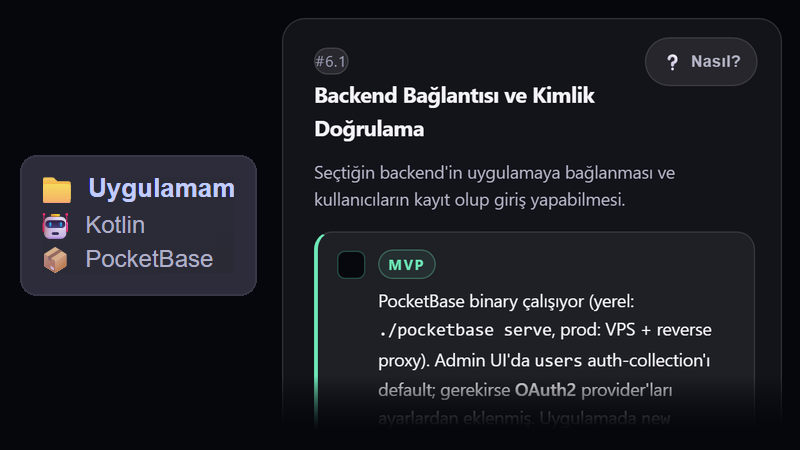 Uygulamam
Kotlin
PocketBase
#6.1
? Nasıl?
Backend Bağlantısı ve Kimlik
Doğrulama
Seçtiğin backend'in uygulamaya bağlanması ve
kullanıcıların kayıt olup giriş yapabilmesi.
MVP
PocketBase binary çalışıyor (yerel:
./pocketbase serve, prod: VPS + reverse
proxy). Admin UI'da users auth-collection'ı
default; gerekirse OAuth2 provider'ları
ayarlardan eklenmiş. Uygulamada new